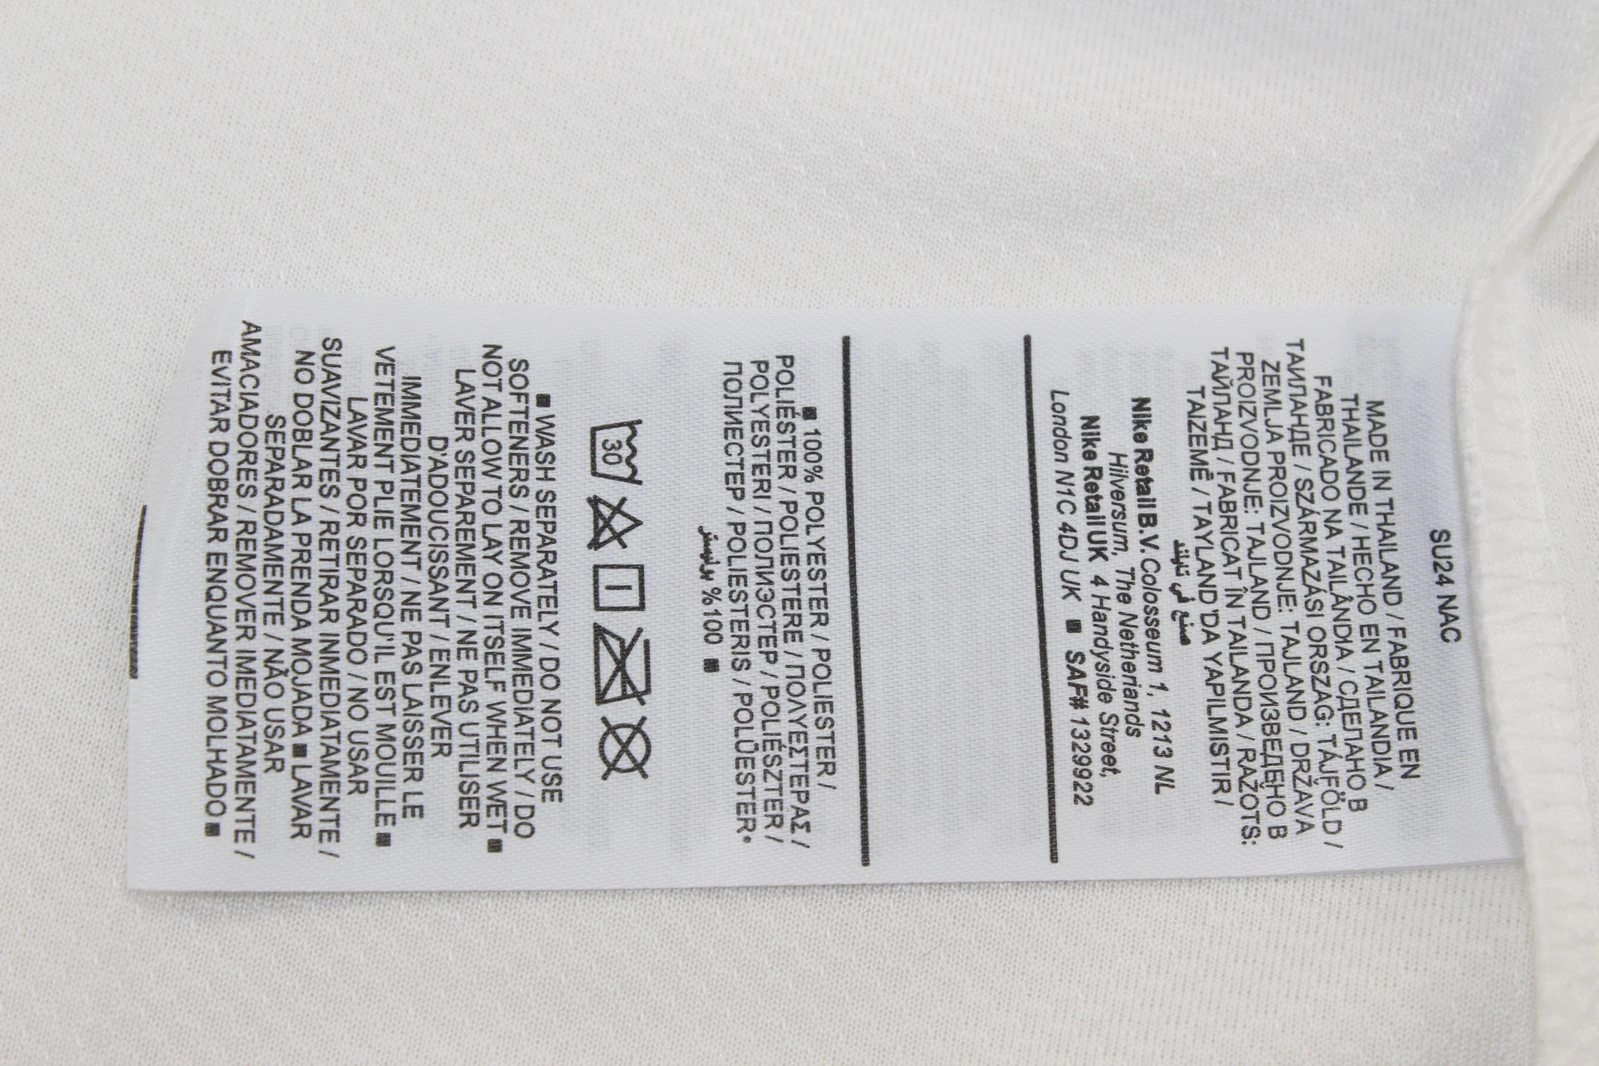 SU24 NAC
MADE IN THAILAND / FABRIQUE EN
THAILANDE / HECHO EN TAILANDIA /
FABRICADO NA TAILÂNDIA / СДЕЛАНО В
ТАИЛАНДЕ / SZÁRMAZÁSI ORSZÁG: TÁJFÖLD /
ZEMLJA PROIZVODNJE: TAJLAND / DRŽAVA
PROIZVODNJE: TAJLAND / ПРОИЗВЕДЕНО В
ТАЙЛАНД / FABRICAT ÎN TAILANDA / RAŽOTS:
TAIZEMĒ / TAYLAND'DA YAPILMISTIR /
صنع في تايلند
Nike Retail B.V. Colosseum 1, 1213 NL
Hilversum, The Netherlands
Nike Retail UK 4 Handyside Street,
London N1C 4DJ UK ■ SAF# 1329922
■ 100% POLYESTER / POLIESTER /
POLIÉSTER / POLIESTERE / ΠΟΛΥΕΣΤΕΡΑΣ /
POLYESTERI / ПОЛИЭСТЕР / POLIÉSZTER /
ПОЛИЕСТЕР / POLIESTERIS / POLÜESTER•
■ 100% بوليستر
30
■ WASH SEPARATELY / DO NOT USE
SOFTENERS / REMOVE IMMEDIATELY / DO
NOT ALLOW TO LAY ON ITSELF WHEN WET ■
LAVER SEPAREMENT / NE PAS UTILISER
D'ADOUCISSANT / ENLEVER
IMMEDIATEMENT / NE PAS LAISSER LE
VETEMENT PLIE LORSQU'IL EST MOUILLE ■
LAVAR POR SEPARADO / NO USAR
SUAVIZANTES / RETIRAR INMEDIATAMENTE /
NO DOBLAR LA PRENDA MOJADA ■ LAVAR
SEPARADAMENTE / NÃO USAR
AMACIADORES / REMOVER IMEDIATAMENTE /
EVITAR DOBRAR ENQUANTO MOLHADO ■